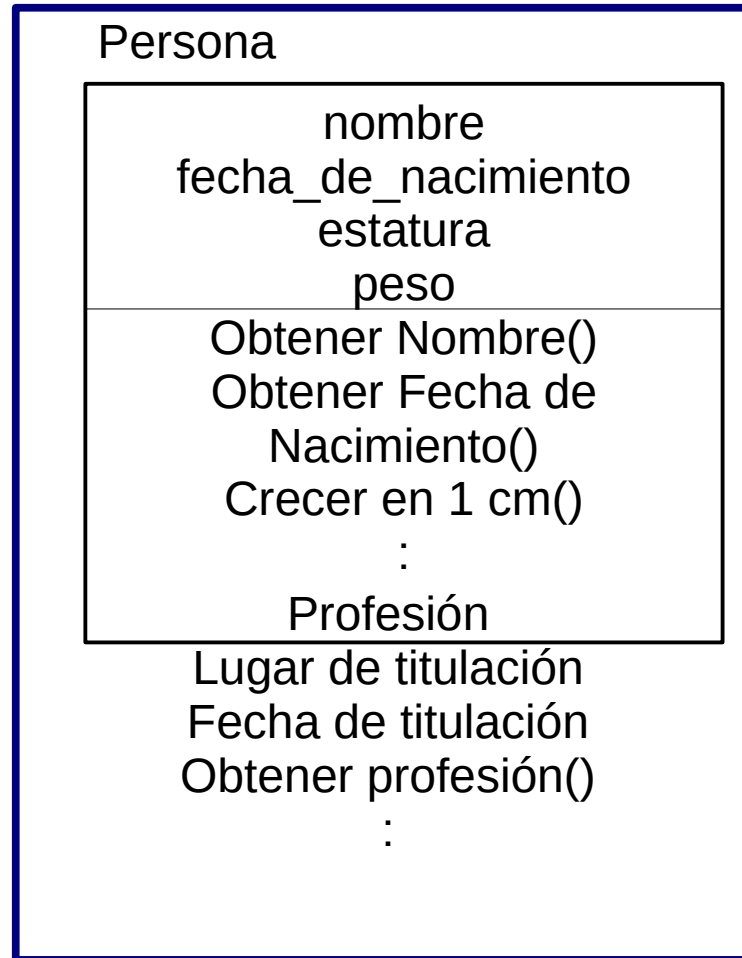 Persona
nombre
fecha_de_nacimiento
estatura
peso
Obtener Nombre()
Obtener Fecha de
Nacimiento()
Crecer en 1 cm()
:
Profesión
Lugar de titulación
Fecha de titulación
Obtener profesión()
: